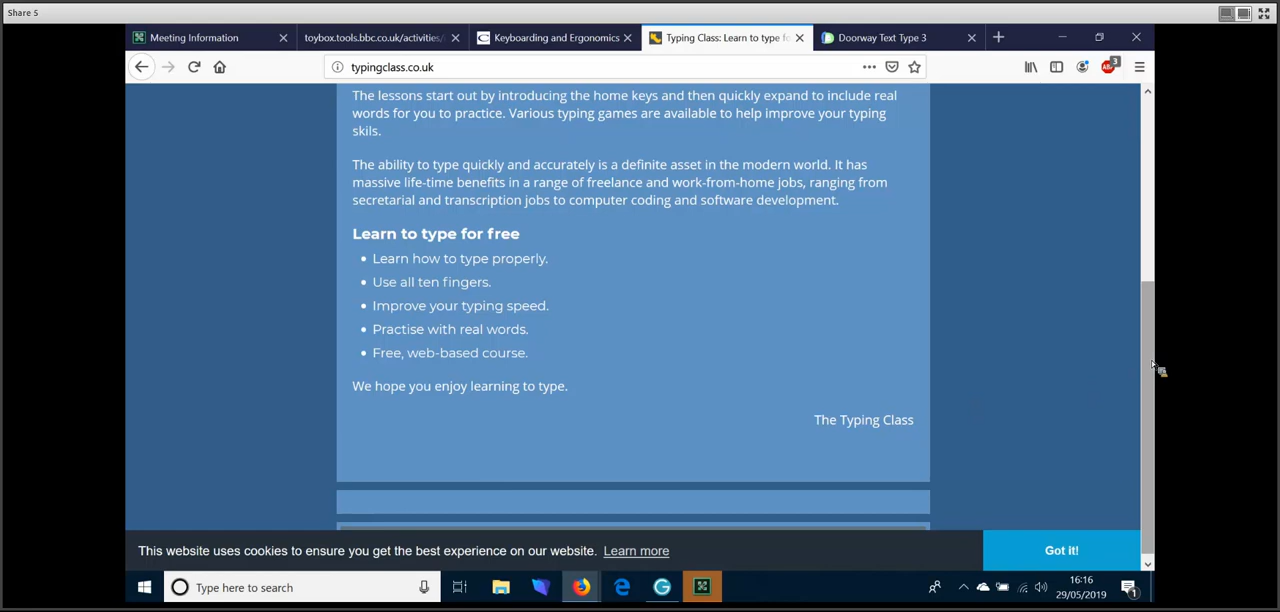 Share 5
Meeting Information
toybox.tools.bbc.co.uk/activities/
Keyboarding and Ergonomics
Typing Class: Learn to type fo
Doorway Text Type 3
typingclass.co.uk
3
The lessons start out by introducing the home keys and then quickly expand to include real
words for you to practice. Various typing games are available to help improve your typing
skils.
The ability to type quickly and accurately is a definite asset in the modern world. It has
massive life-time benefits in a range of freelance and work-from-home jobs, ranging from
secretarial and transcription jobs to computer coding and software development.
Learn to type for free
• Learn how to type properly.
• Use all ten fingers.
• Improve your typing speed.
• Practise with real words.
• Free, web-based course.
We hope you enjoy learning to type.
The Typing Class
This website uses cookies to ensure you get the best experience on our website. Learn more
Got it!
Type here to search
16:16
29/05/2019
1